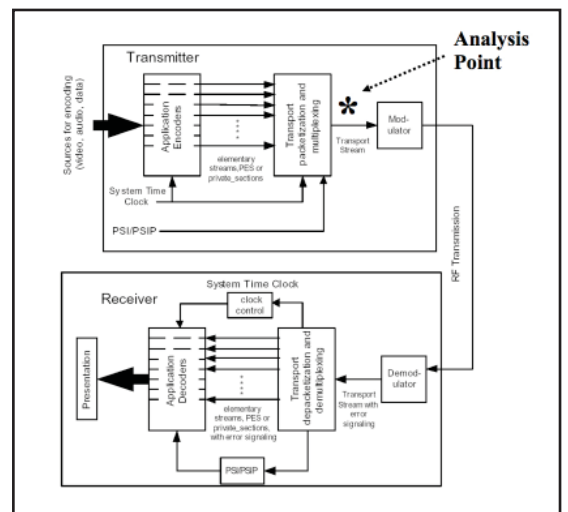 Transmitter
Analysis
Point
Sources for encoding
(video, audio, data)
Application
Encoders
Transport
packetization and
multiplexing
*
Mod-
ulator
Transport
Stream
elementary
streams,PES or
private_sections
System Time
Clock
PSI/PSIP
RF Transmission
Receiver
System Time Clock
clock
control
Presentation
Application
Decoders
Transport
depacketization and
demultiplexing
Demod-
ulator
Transport
Stream with
error
signaling
elementary
streams, PES or
private_sections,
with error signaling
PSI/PSIP